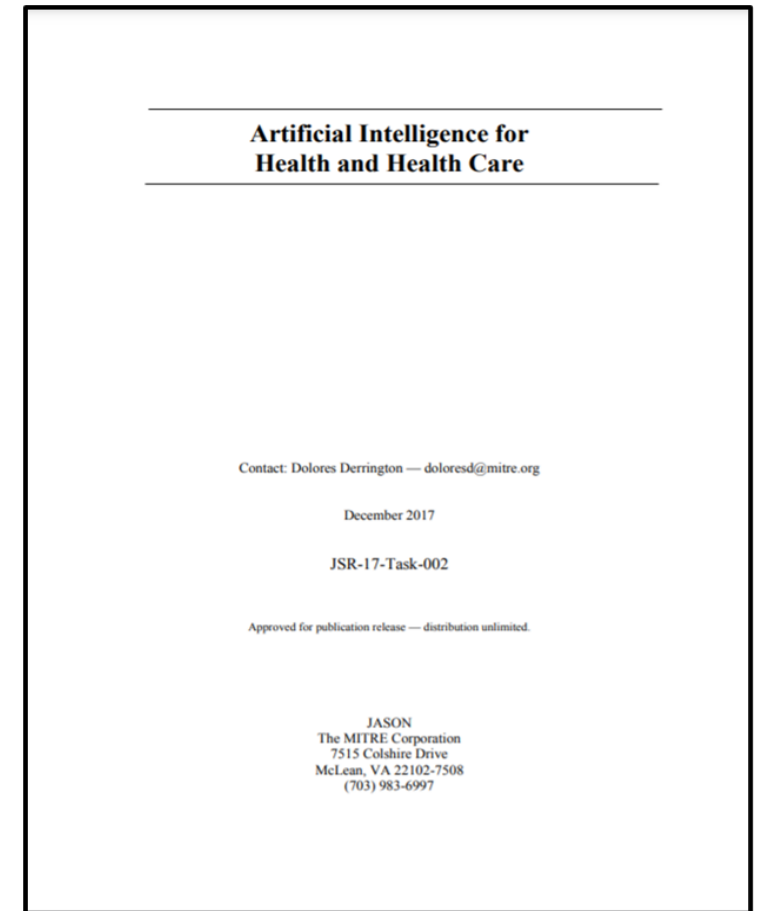 Artificial Intelligence for
Health and Health Care
Contact: Dolores Derrington — doloresd@mitre.org
December 2017
JSR-17-Task-002
Approved for publication release — distribution unlimited.
JASON
The MITRE Corporation
7515 Colshire Drive
McLean, VA 22102-7508
(703) 983-6997